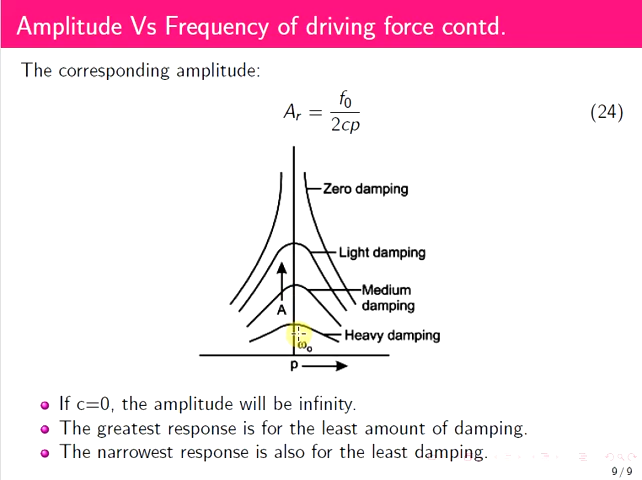 Amplitude Vs Frequency of driving force contd.
The corresponding amplitude:
Aᵣ = f₀ / 2cp (24)
Zero damping
Light damping
Medium
damping
A
Heavy damping
ω₀
p
If c=0, the amplitude will be infinity.
The greatest response is for the least amount of damping.
The narrowest response is also for the least damping.
9 / 9